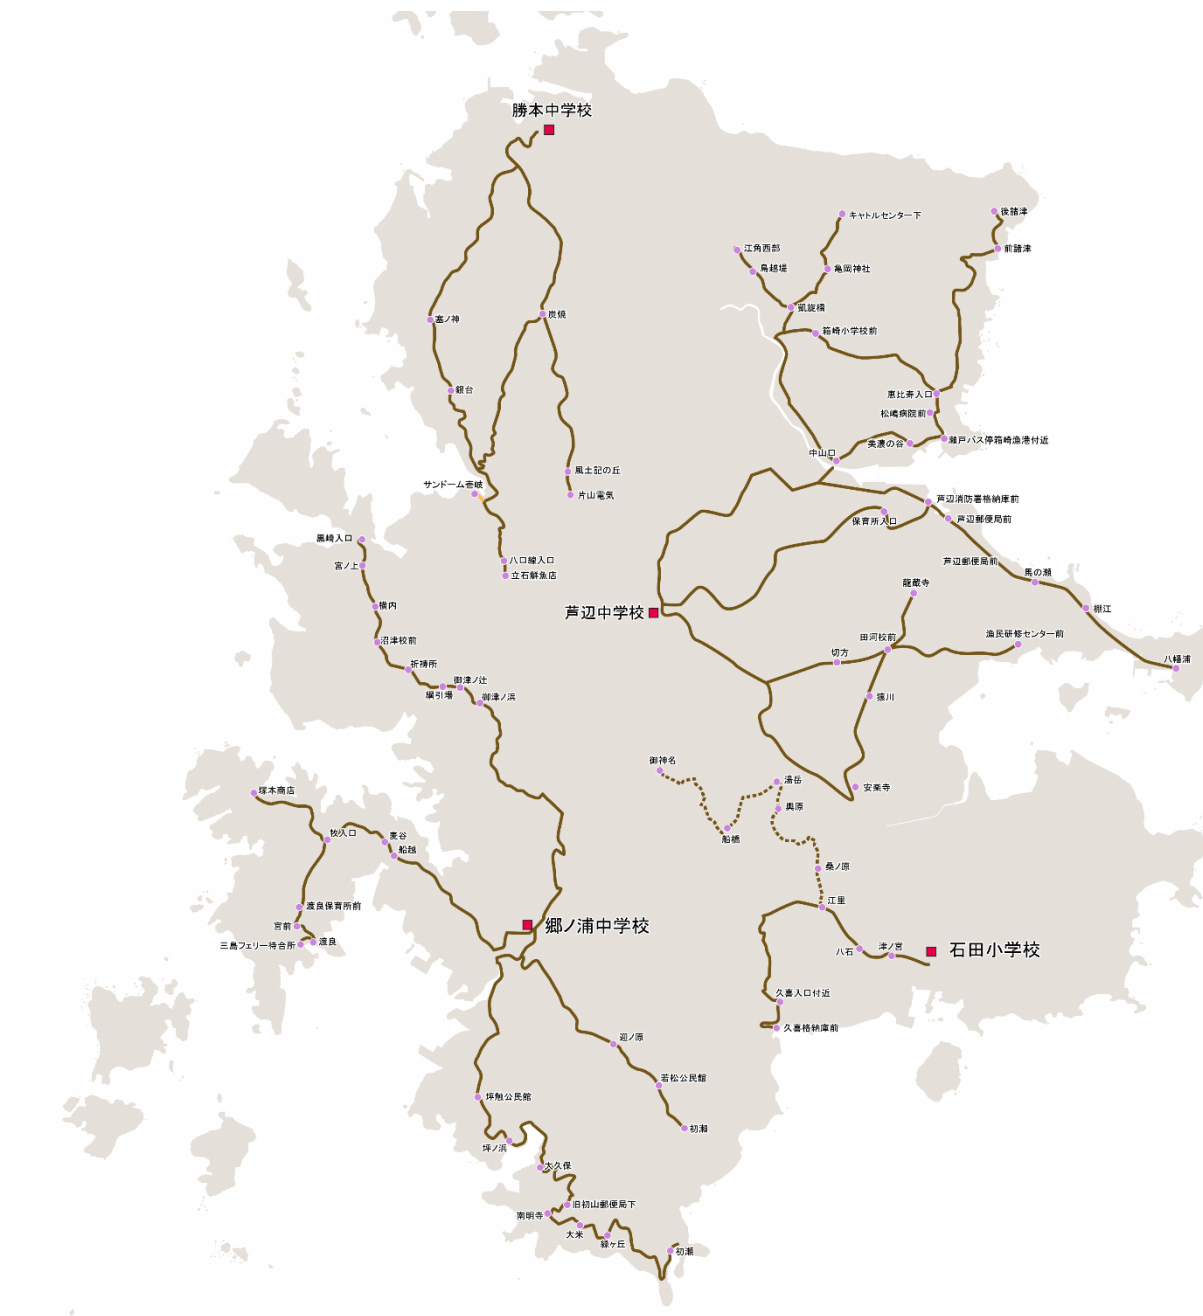 勝本中学校
後諸津
キャトルセンター下
江角西部
前諸津
鳥越堤
亀岡神社
凱旋橋
炭焼
塞ノ神
箱崎小学校前
銀台
恵比寿入口
松嶋病院前
瀬戸バス停箱崎漁港付近
美濃の谷
中山口
風土記の丘
サンドーム壱岐
片山電気
芦辺消防署格納庫前
保育所入口
芦辺郵便局前
黒崎入口
八口線入口
芦辺郵便局前
宮ノ上
立石鮮魚店
馬の瀬
龍蔵寺
横内
棚江
芦辺中学校
沼津校前
田河校前
漁民研修センター前
切方
祈祷所
八幡浦
御津ノ辻
綱引場
御津ノ浜
猿川
御神名
湯岳
安楽寺
塚本商店
輿原
牧入口
麦谷
船橋
船越
桑ノ原
江里
渡良保育所前
宮前
郷ノ浦中学校
渡良
三島フェリー待合所
八石
津ノ宮
石田小学校
久喜入口付近
久喜格納庫前
迎ノ原
若松公民館
坪触公民館
初瀬
坪ノ浜
大久保
旧初山郵便局下
南明寺
大米
緑ヶ丘
初瀬